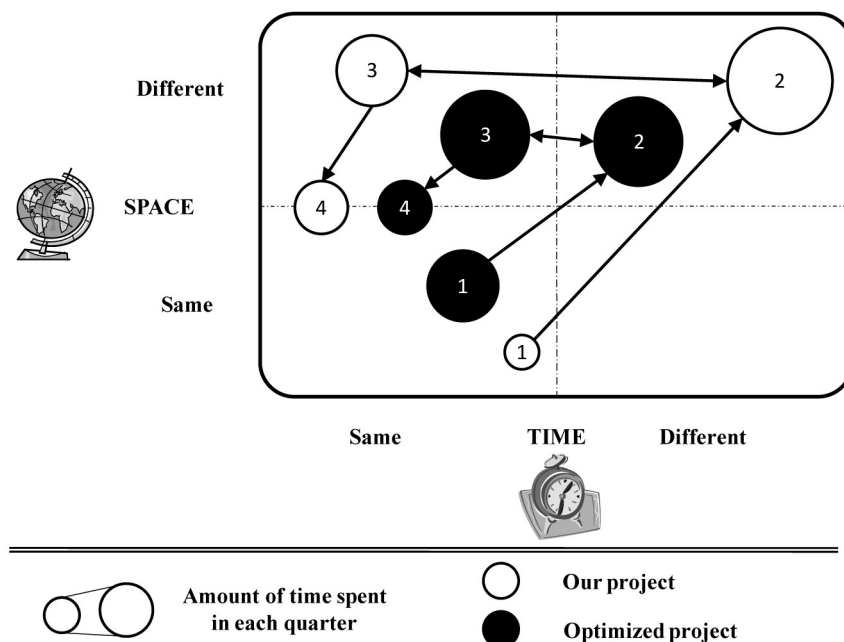 3
2
Different
3
2
SPACE
4
4
1
Same
1
Same
TIME
Different
Amount of time spent
in each quarter
Our project
Optimized project